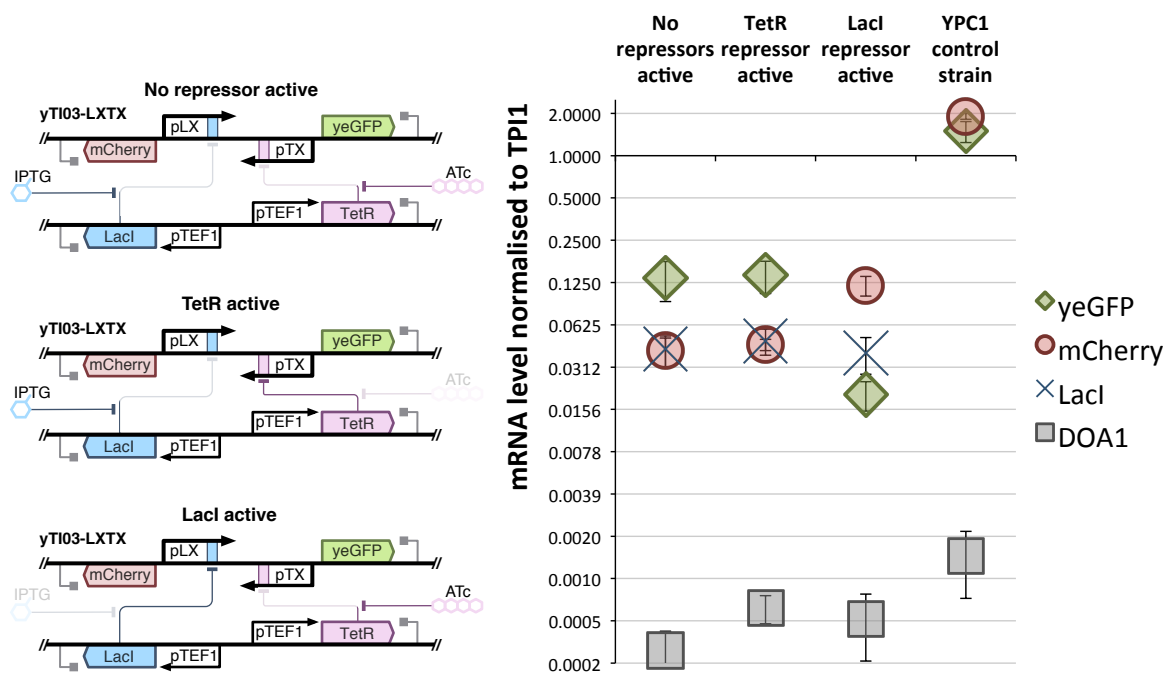 No repressor active
yTI03-LXTX
pLX
yeGFP
mCherry
pTX
IPTG
ATc
pTEF1
TetR
LacI
pTEF1
TetR active
yTI03-LXTX
pLX
yeGFP
mCherry
pTX
IPTG
ATc
pTEF1
TetR
LacI
pTEF1
LacI active
yTI03-LXTX
pLX
yeGFP
mCherry
pTX
IPTG
ATc
pTEF1
TetR
LacI
pTEF1
No repressors active
TetR repressor active
LacI repressor active
YPC1 control strain
mRNA level normalised to TPI1
2.0000
1.0000
0.5000
0.2500
0.1250
0.0625
0.0312
0.0156
0.0078
0.0039
0.0020
0.0010
0.0005
0.0002
yeGFP
mCherry
LacI
DOA1